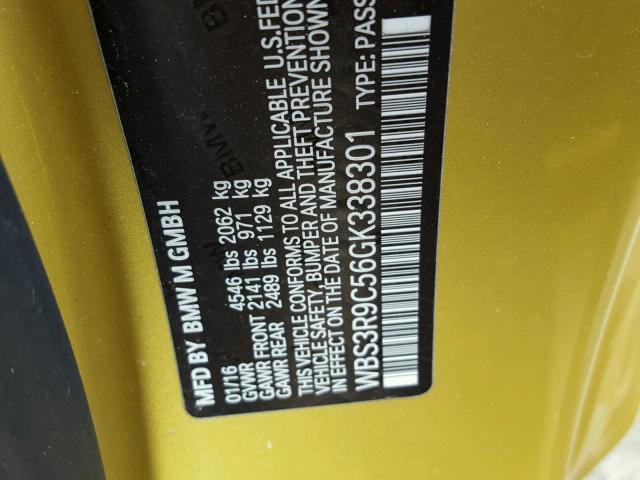 MFD BY BMW M GMBH
01/16
GVWR 4546 lbs 2062 kg
GAWR FRONT 2141 lbs 971 kg
GAWR REAR 2489 lbs 1129 kg
THIS VEHICLE CONFORMS TO ALL APPLICABLE U.S.FED
VEHICLE SAFETY, BUMPER AND THEFT PREVENTION
IN EFFECT ON THE DATE OF MANUFACTURE SHOWN
WBS3R9C56GK338301 TYPE: PASS